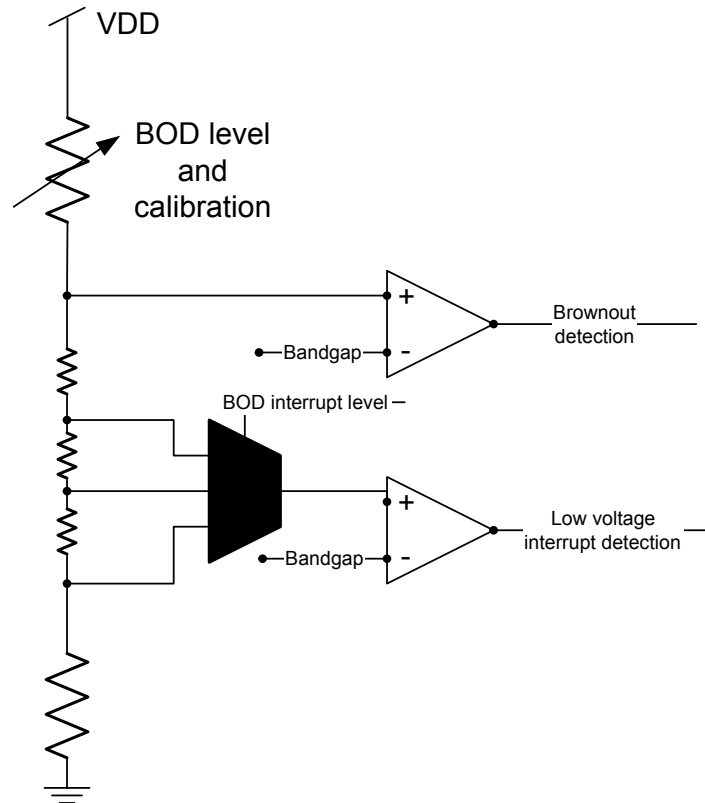 VDD
BOD level
and
calibration
+
Brownout
detection
Bandgap
-
BOD interrupt level
+
Low voltage
interrupt detection
Bandgap
-